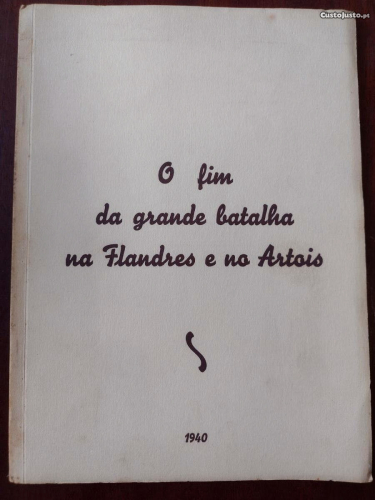 CustoJusto.pt
O fim
da grande batalha
na Flandres e no Artois
1940